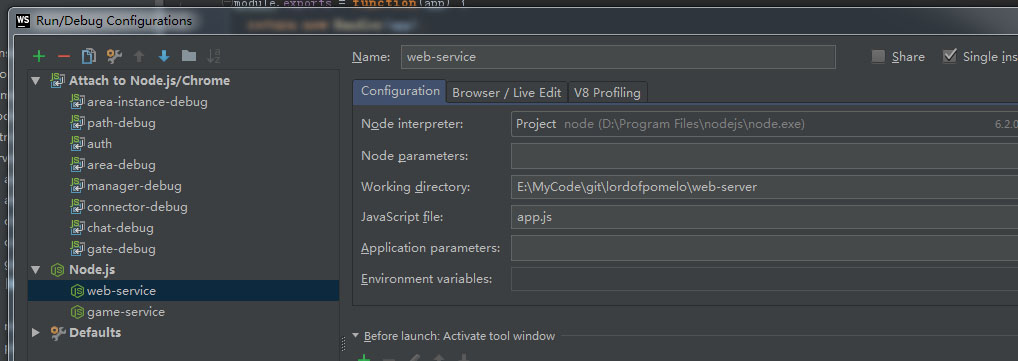 module.exports = function(app) {
WS Run/Debug Configurations
Name: web-service Share Single ins
Attach to Node.js/Chrome
area-instance-debug
path-debug
auth
area-debug
manager-debug
connector-debug
chat-debug
gate-debug
Node.js
web-service
game-service
Defaults
Configuration Browser / Live Edit V8 Profiling
Node interpreter: Project node (D:\Program Files\nodejs\node.exe) 6.2.0
Node parameters:
Working directory: E:\MyCode\git\lordofpomelo\web-server
JavaScript file: app.js
Application parameters:
Environment variables:
Before launch: Activate tool window